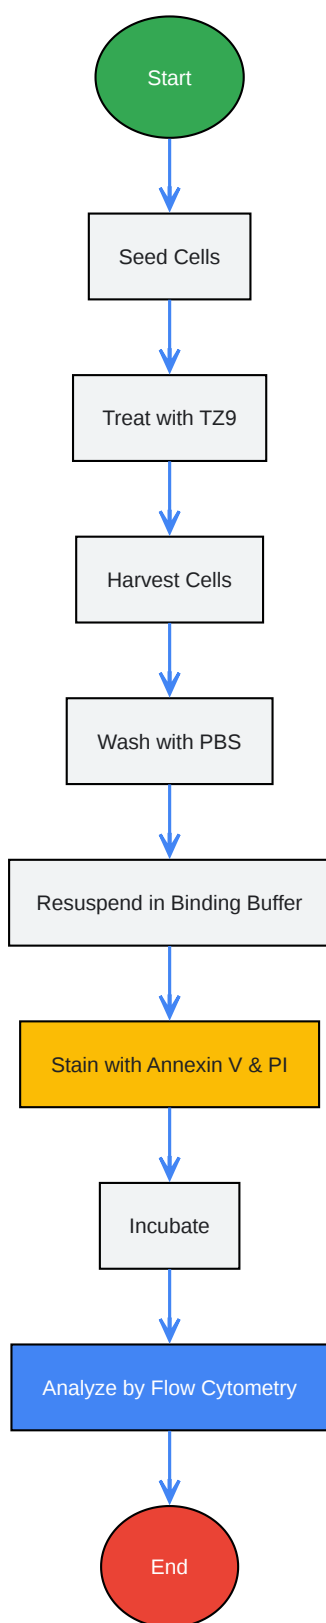 Start
Seed Cells
Treat with TZ9
Harvest Cells
Wash with PBS
Resuspend in Binding Buffer
Stain with Annexin V & PI
Incubate
Analyze by Flow Cytometry
End